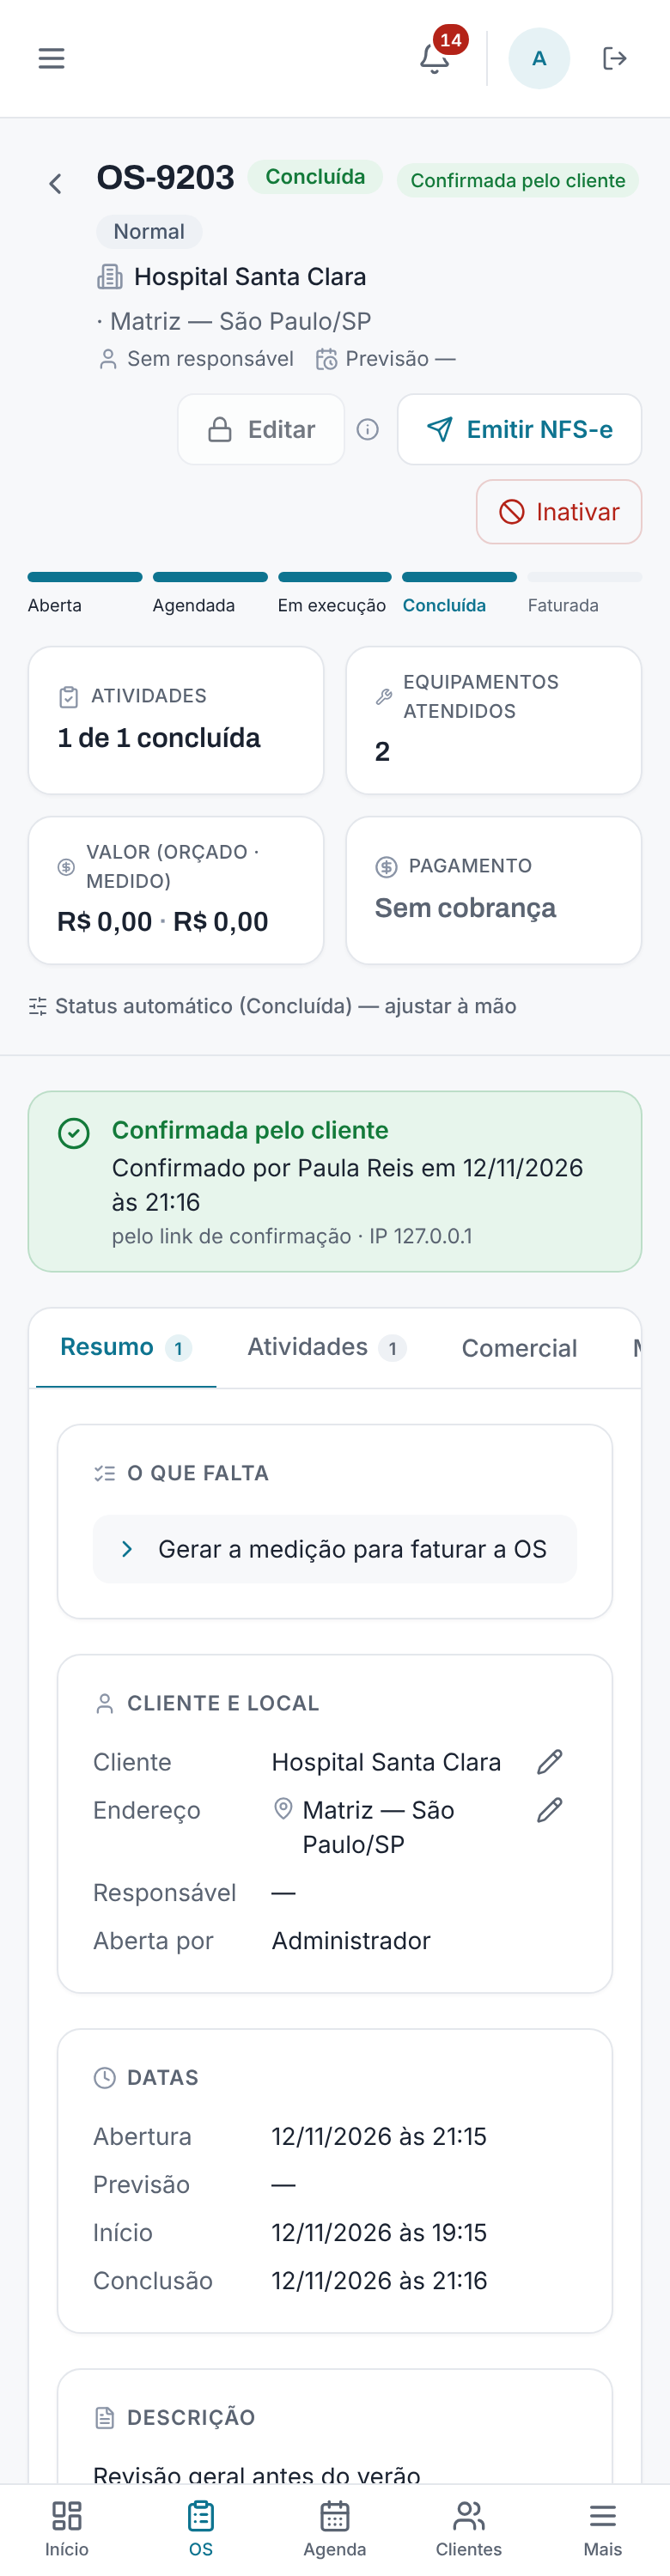 14
A
OS-9203 Concluída Confirmada pelo cliente
Normal
Hospital Santa Clara
· Matriz — São Paulo/SP
Sem responsável Previsão —
Editar Emitir NFS-e
Inativar
Aberta Agendada Em execução Concluída Faturada
ATIVIDADES
1 de 1 concluída
EQUIPAMENTOS
ATENDIDOS
2
VALOR (ORÇADO ·
MEDIDO)
R$ 0,00 · R$ 0,00
PAGAMENTO
Sem cobrança
Status automático (Concluída) — ajustar à mão
Confirmada pelo cliente
Confirmado por Paula Reis em 12/11/2026
às 21:16
pelo link de confirmação · IP 127.0.0.1
Resumo 1 Atividades 1 Comercial
O QUE FALTA
Gerar a medição para faturar a OS
CLIENTE E LOCAL
Cliente Hospital Santa Clara
Endereço Matriz — São
Paulo/SP
Responsável —
Aberta por Administrador
DATAS
Abertura 12/11/2026 às 21:15
Previsão —
Início 12/11/2026 às 19:15
Conclusão 12/11/2026 às 21:16
DESCRIÇÃO
Revisão geral antes do verão
Início OS Agenda Clientes Mais